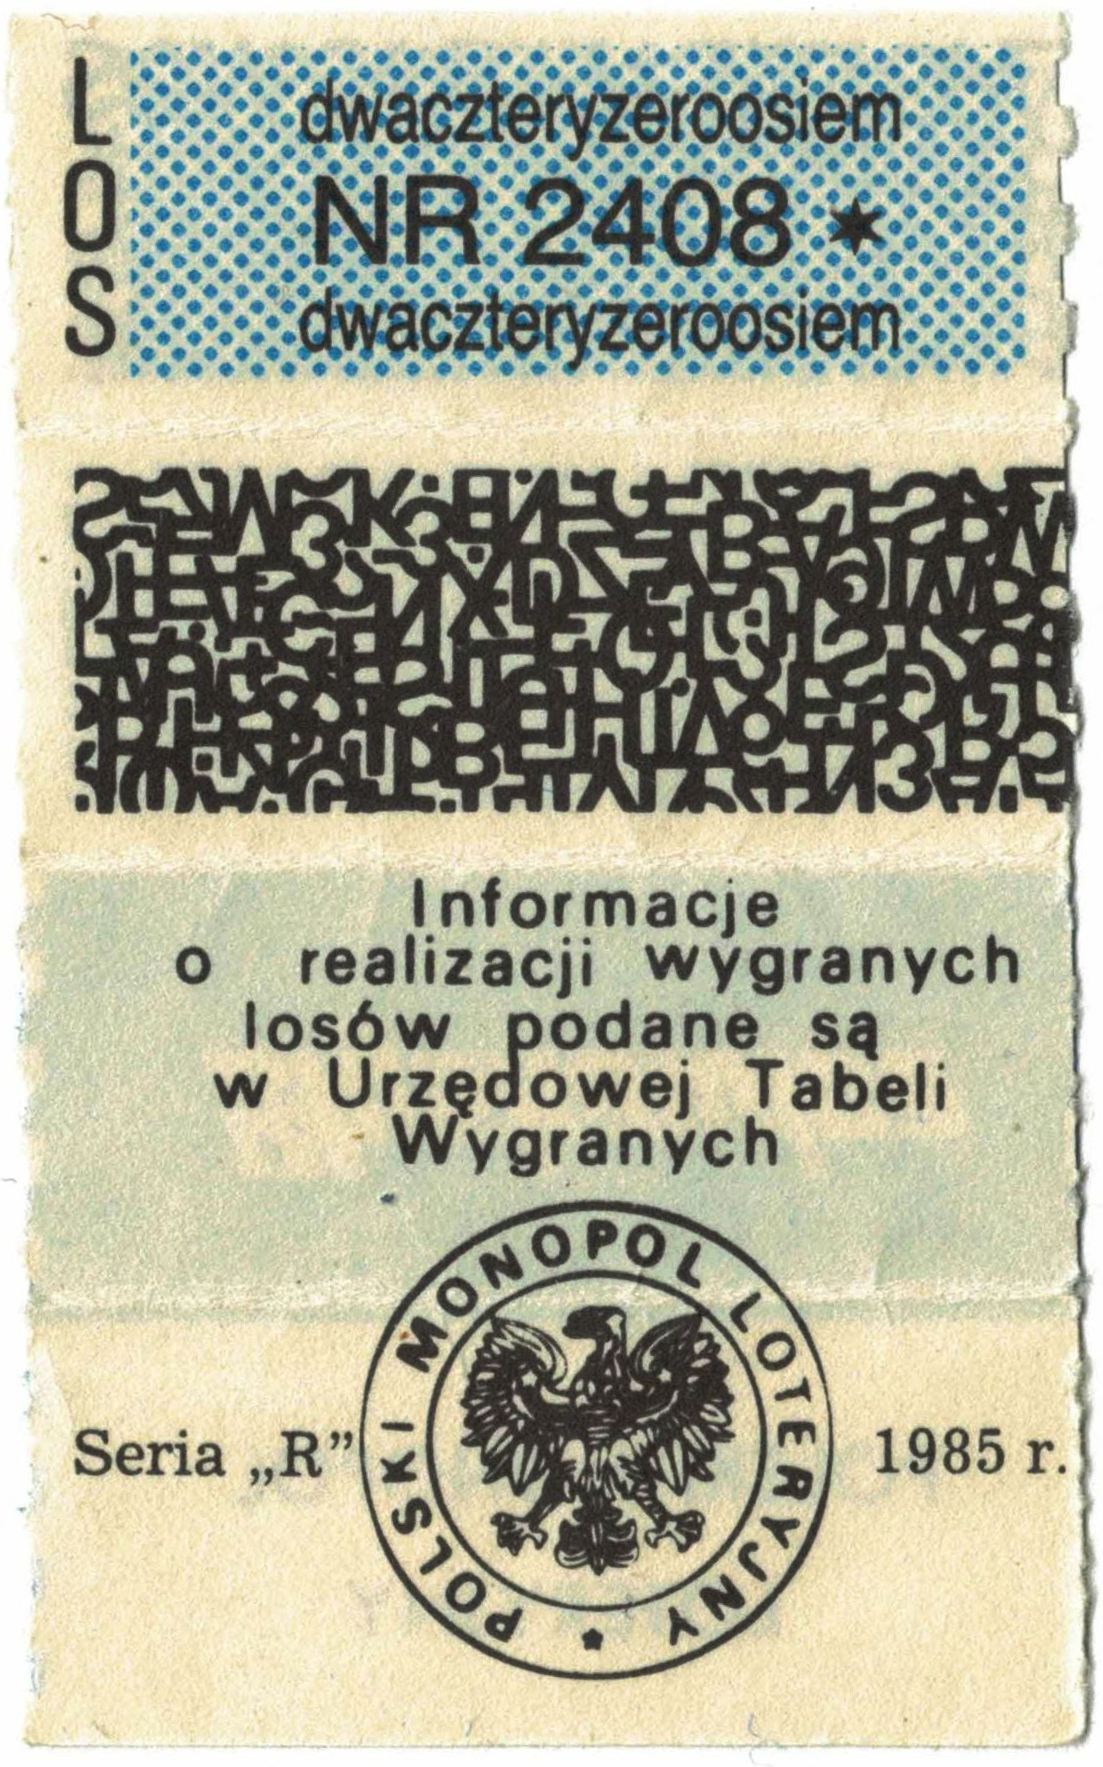 LOS
dwaczteryzeroosiem
NR 2408 *
dwaczteryzeroosiem
Informacje
o realizacji wygranych
losów podane są
w Urzędowej Tabeli
Wygranych
POLSKI MONOPOL LOTERYJNY
Seria „R” 1985 r.